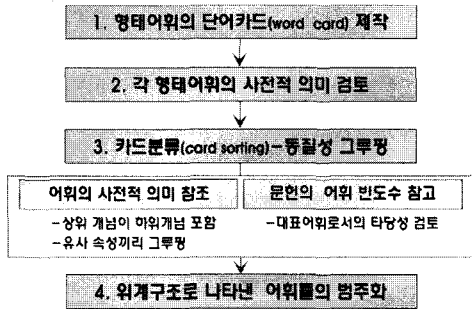 1. 형태어휘의 단어카드(word card) 제작
2. 각 형태어휘의 사전적 의미 검토
3. 카드분류(card sorting)-동질성 그루핑
어휘의 사전적 의미 참조
-상위 개념이 하위개념 포함
-유사 속성끼리 그루핑
문헌의 어휘 빈도수 참고
-대표어휘로서의 타당성 검토
4. 위계구조로 나타낸 어휘들의 범주화